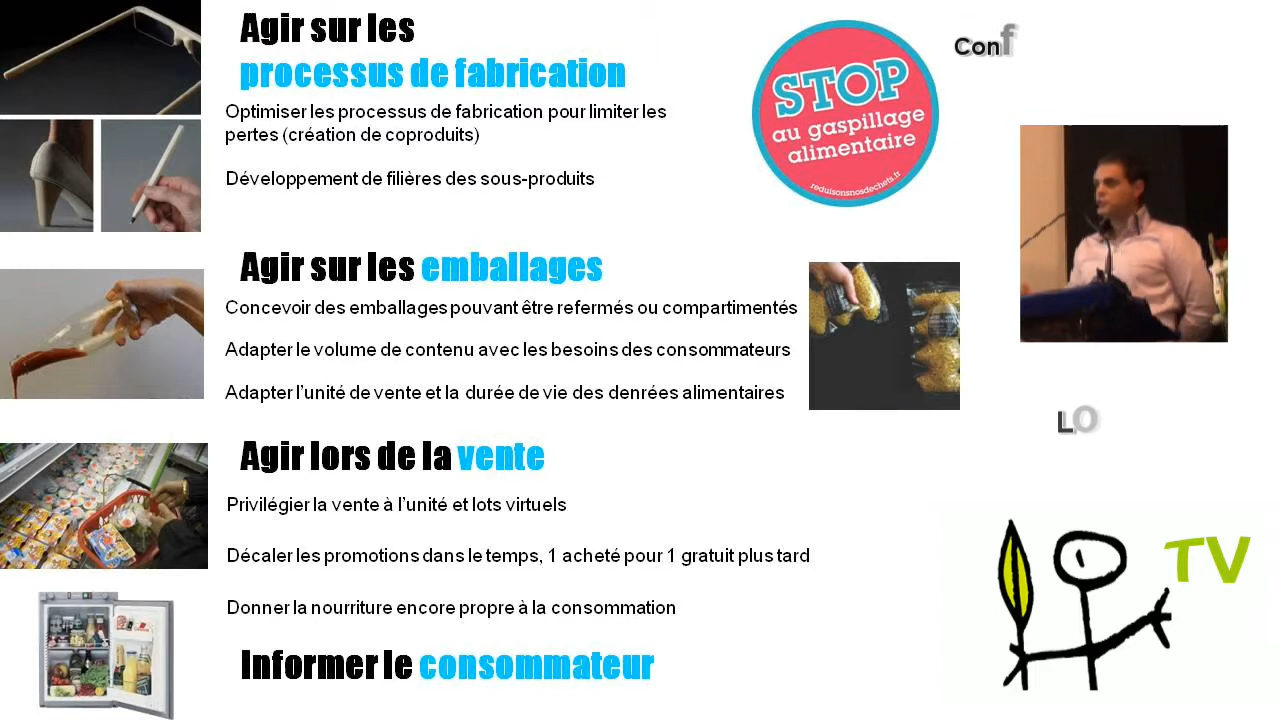 Agir sur les
processus de fabrication
Optimiser les processus de fabrication pour limiter les
pertes (création de coproduits)
Développement de filières des sous-produits
Agir sur les emballages
Concevoir des emballages pouvant être refermés ou compartimentés
Adapter le volume de contenu avec les besoins des consommateurs
Adapter l'unité de vente et la durée de vie des denrées alimentaires
Agir lors de la vente
Privilégier la vente à l'unité et lots virtuels
Décaler les promotions dans le temps, 1 acheté pour 1 gratuit plus tard
Donner la nourriture encore propre à la consommation
Informer le consommateur
STOP
au gaspillage
alimentaire
reduisonsnosdechets.fr
Conf
LO
TV